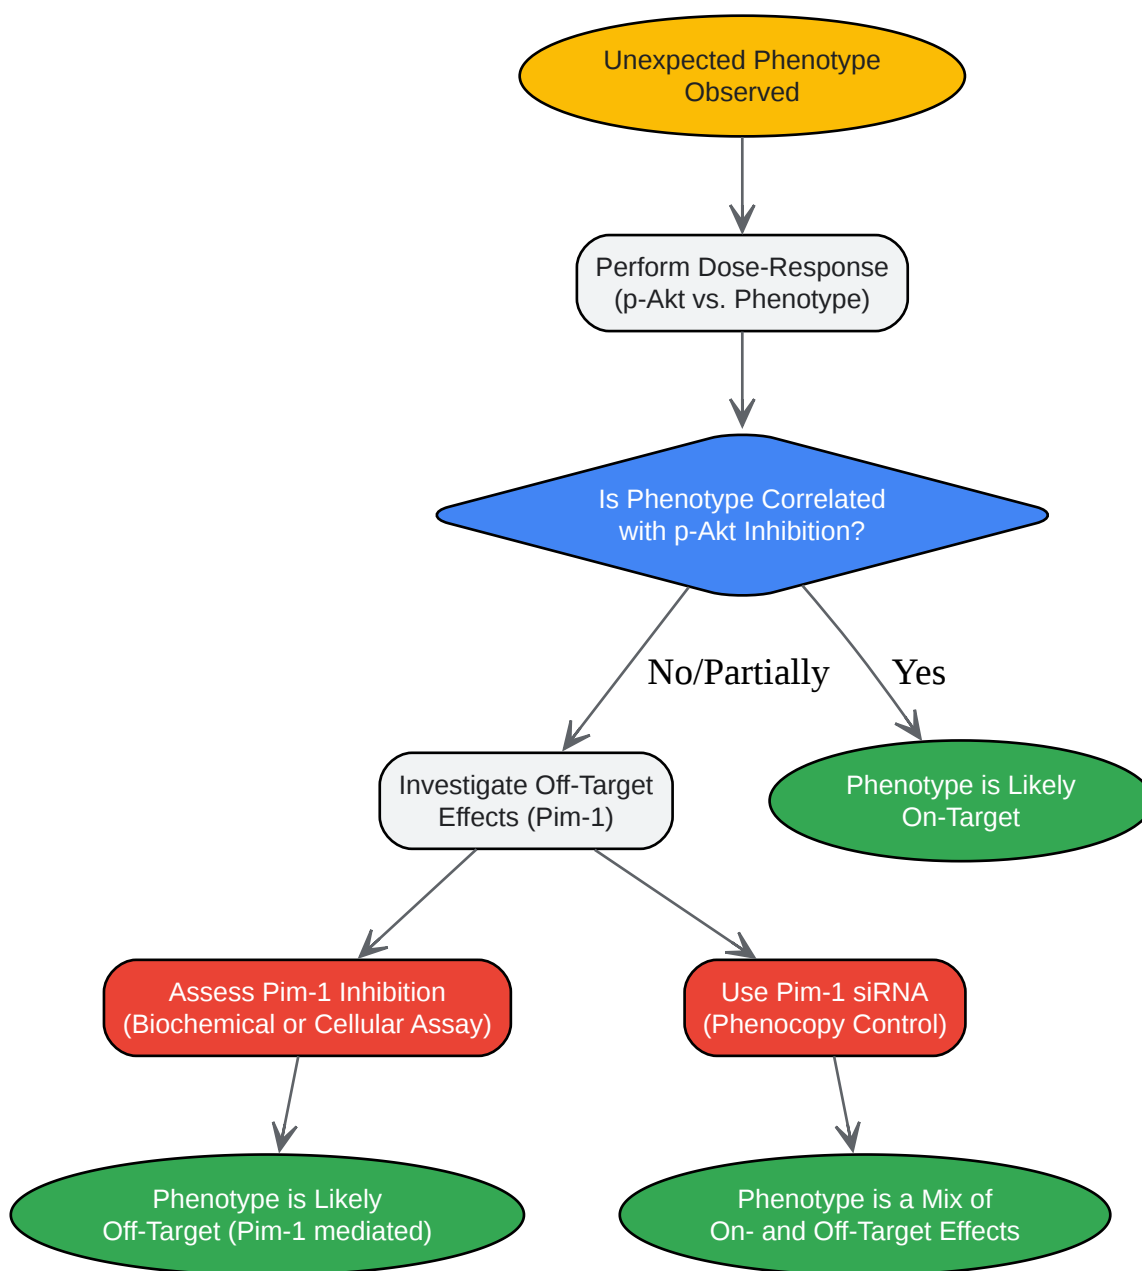 Unexpected Phenotype
Observed
Perform Dose-Response
(p-Akt vs. Phenotype)
Is Phenotype Correlated
with p-Akt Inhibition?
No/Partially
Yes
Investigate Off-Target
Effects (Pim-1)
Phenotype is Likely
On-Target
Assess Pim-1 Inhibition
(Biochemical or Cellular Assay)
Use Pim-1 siRNA
(Phenocopy Control)
Phenotype is Likely
Off-Target (Pim-1 mediated)
Phenotype is a Mix of
On- and Off-Target Effects